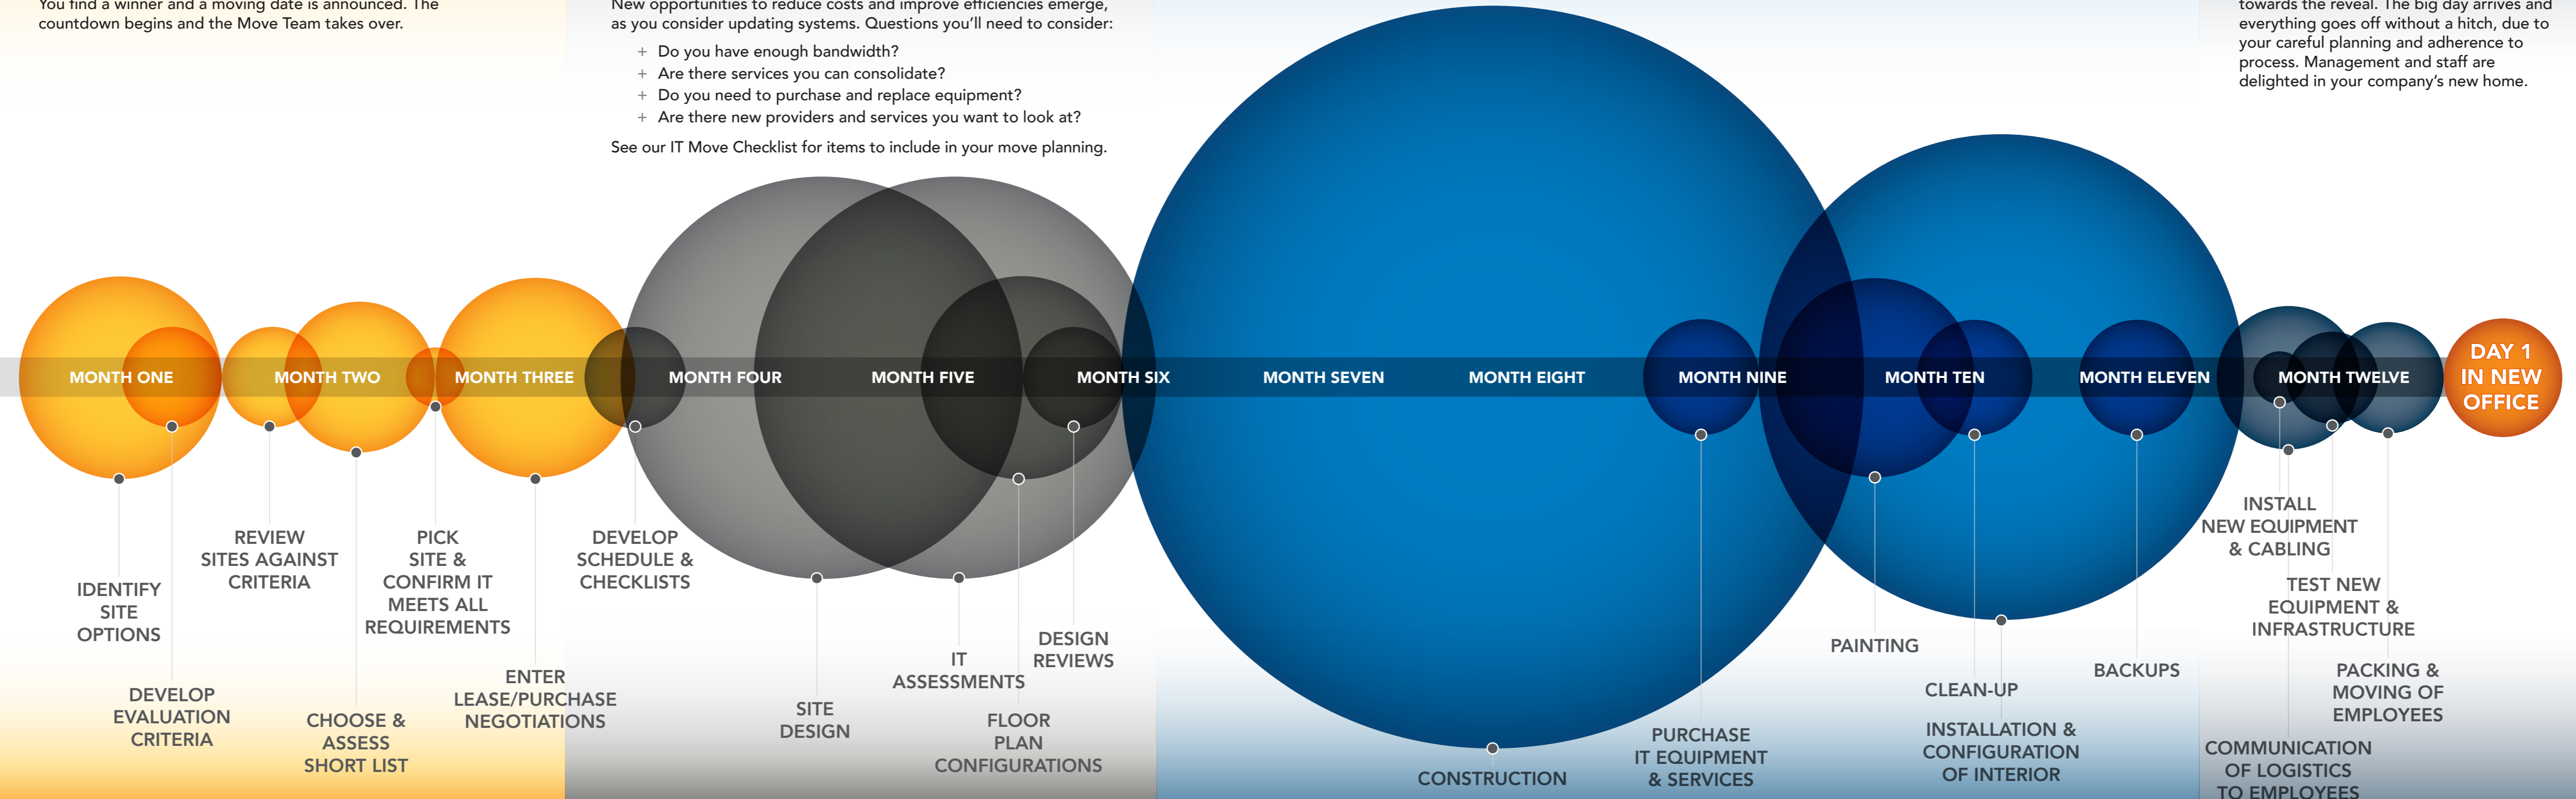 You find a winner and a moving date is announced. The
countdown begins and the Move Team takes over.
New opportunities to reduce costs and improve efficiencies emerge,
as you consider updating systems. Questions you'll need to consider:
+ Do you have enough bandwidth?
+ Are there services you can consolidate?
+ Do you need to purchase and replace equipment?
+ Are there new providers and services you want to look at?
See our IT Move Checklist for items to include in your move planning.
towards the reveal. The big day arrives and
everything goes off without a hitch, due to
your careful planning and adherence to
process. Management and staff are
delighted in your company's new home.
MONTH ONE
MONTH TWO
MONTH THREE
MONTH FOUR
MONTH FIVE
MONTH SIX
MONTH SEVEN
MONTH EIGHT
MONTH NINE
MONTH TEN
MONTH ELEVEN
MONTH TWELVE
DAY 1
IN NEW
OFFICE
IDENTIFY
SITE
OPTIONS
DEVELOP
EVALUATION
CRITERIA
REVIEW
SITES AGAINST
CRITERIA
CHOOSE &
ASSESS
SHORT LIST
PICK
SITE &
CONFIRM IT
MEETS ALL
REQUIREMENTS
ENTER
LEASE/PURCHASE
NEGOTIATIONS
DEVELOP
SCHEDULE &
CHECKLISTS
SITE
DESIGN
IT
ASSESSMENTS
FLOOR
PLAN
CONFIGURATIONS
DESIGN
REVIEWS
CONSTRUCTION
PURCHASE
IT EQUIPMENT
& SERVICES
PAINTING
CLEAN-UP
INSTALLATION &
CONFIGURATION
OF INTERIOR
BACKUPS
INSTALL
NEW EQUIPMENT
& CABLING
TEST NEW
EQUIPMENT &
INFRASTRUCTURE
PACKING &
MOVING OF
EMPLOYEES
COMMUNICATION
OF LOGISTICS
TO EMPLOYEES